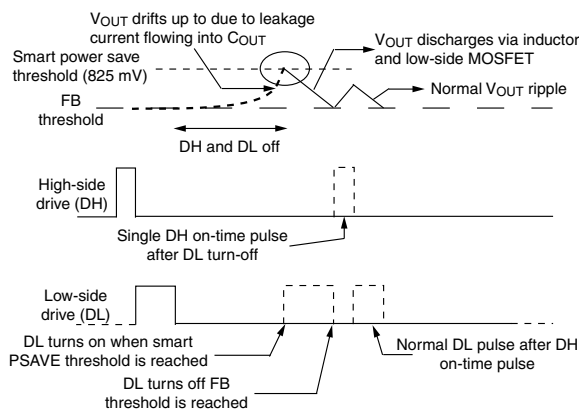 VOUT drifts up to due to leakage
current flowing into COUT
Smart power save
threshold (825 mV)
VOUT discharges via inductor
and low-side MOSFET
FB
threshold
Normal VOUT ripple
DH and DL off
High-side
drive (DH)
Single DH on-time pulse
after DL turn-off
Low-side
drive (DL)
DL turns on when smart
PSAVE threshold is reached
Normal DL pulse after DH
on-time pulse
DL turns off FB
threshold is reached